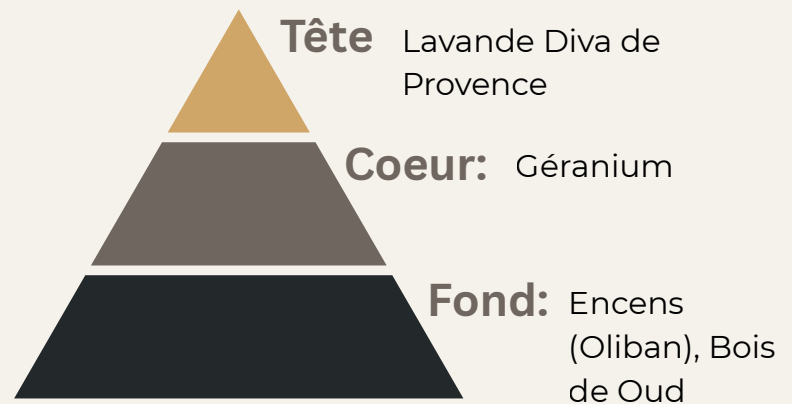 Tête
Lavande Diva de
Provence
Coeur:
Géranium
Fond:
Encens
(Oliban), Bois
de Oud